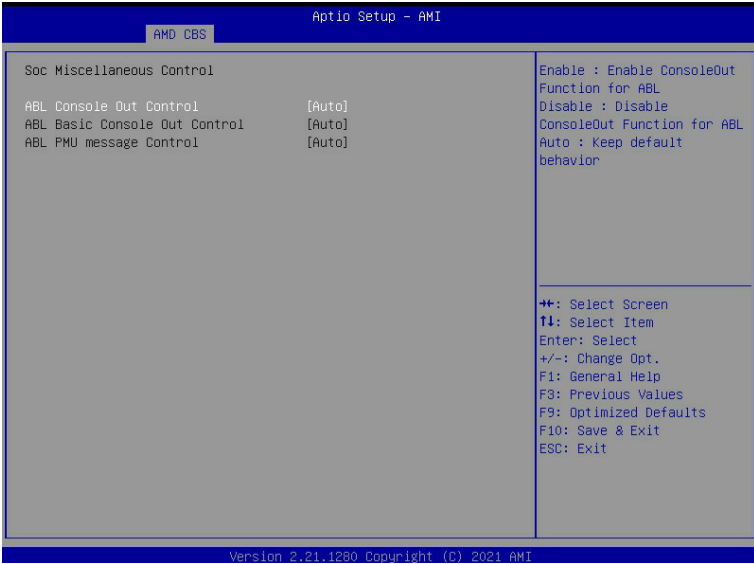 Aptio Setup – AMI
AMD CBS
Soc Miscellaneous Control
ABL Console Out Control [Auto]
ABL Basic Console Out Control [Auto]
ABL PMU message Control [Auto]
Enable : Enable ConsoleOut
Function for ABL
Disable : Disable
ConsoleOut Function for ABL
Auto : Keep default
behavior
→←: Select Screen
↑↓: Select Item
Enter: Select
+/-: Change Opt.
F1: General Help
F3: Previous Values
F9: Optimized Defaults
F10: Save & Exit
ESC: Exit
Version 2.21.1280 Copyright (C) 2021 AMI